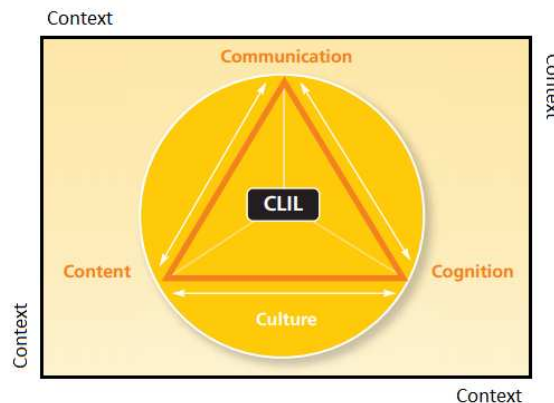 Context
Communication
Context
CLIL
Content
Cognition
Culture
Context
Context